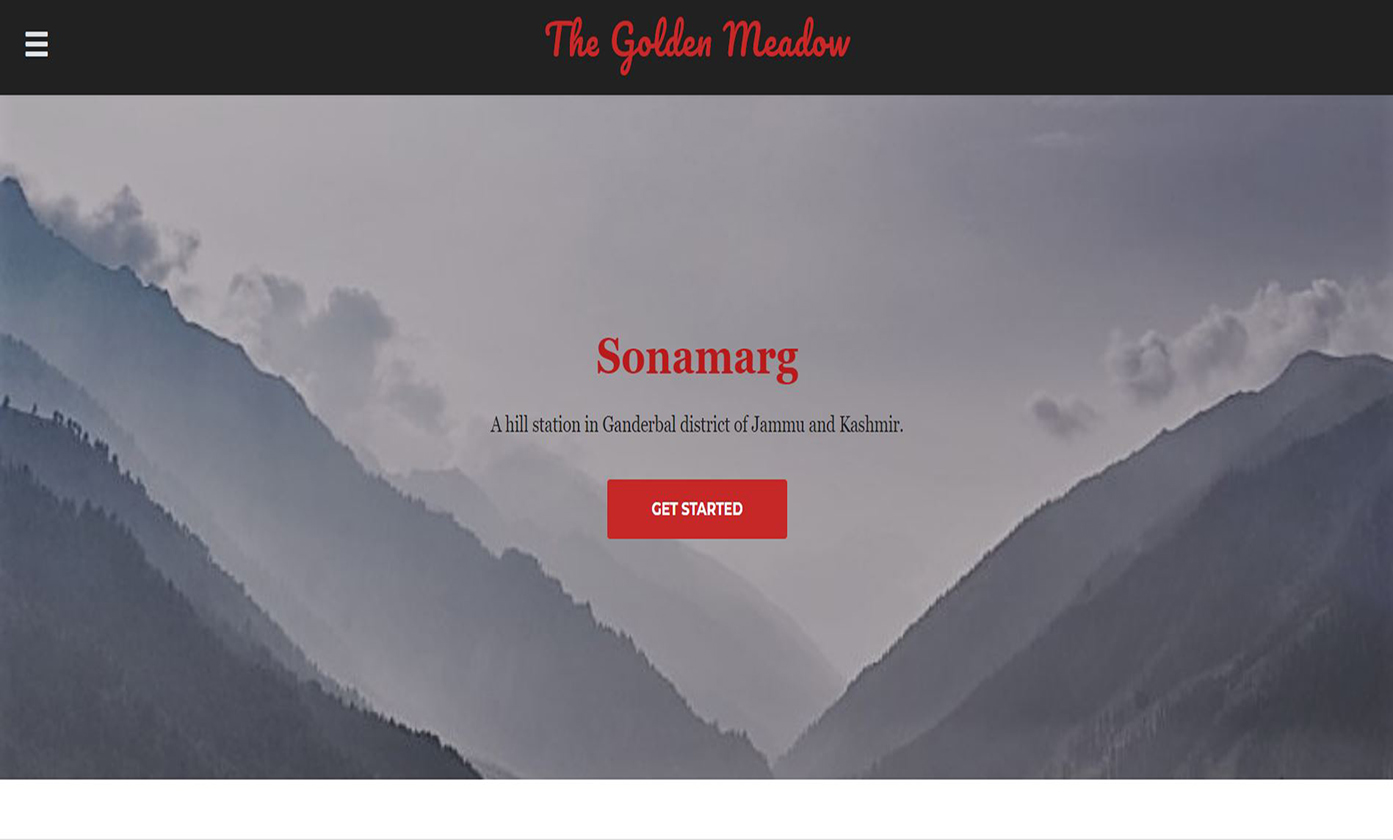 The Golden Meadow
Sonamarg
A hill station in Ganderbal district of Jammu and Kashmir.
GET STARTED